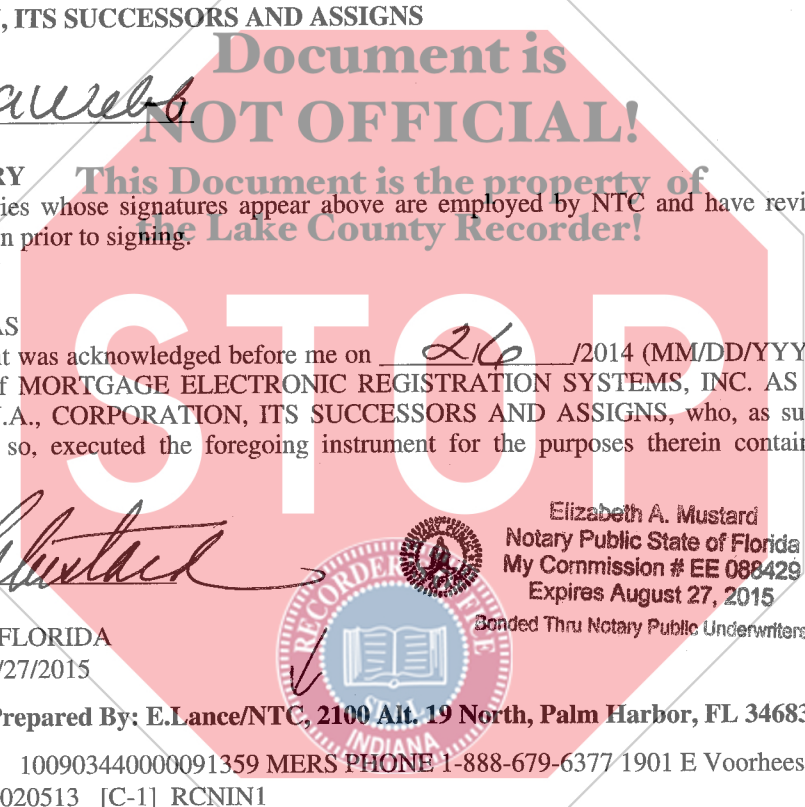 , ITS SUCCESSORS AND ASSIGNS
Document is
NOT OFFICIAL!
This Document is the property of
the Lake County Recorder!
aWebb
RY
ies whose signatures appear above are employed by NTC and have revi
n prior to signing.
STOP
AS
t was acknowledged before me on 2/6 /2014 (MM/DD/YYY
f MORTGAGE ELECTRONIC REGISTRATION SYSTEMS, INC. AS
.A., CORPORATION, ITS SUCCESSORS AND ASSIGNS, who, as su
so, executed the foregoing instrument for the purposes therein contain
Mustard
Elizabeth A. Mustard
Notary Public State of Florida
My Commission # EE 088429
Expires August 27, 2015
Bonded Thru Notary Public Underwriters
RECORDER OFFICE
SEAL
INDIANA
FLORIDA
/27/2015
Prepared By: E.Lance/NTC, 2100 Alt. 19 North, Palm Harbor, FL 34683
100903440000091359 MERS PHONE 1-888-679-6377 1901 E Voorhees
020513 [C-1] RCNIN1